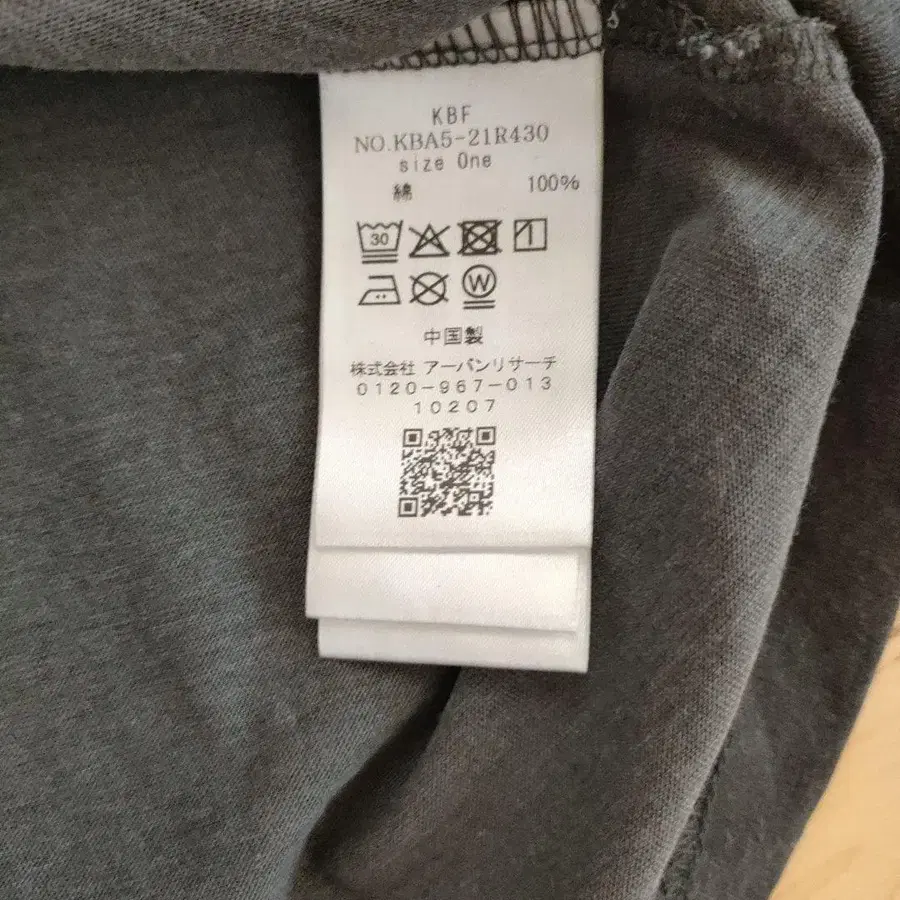 KBF
NO.KBA5-21R430
size One
綿 100%
30
W
中国製
株式会社 アーバンリサーチ
0120-967-013
10207